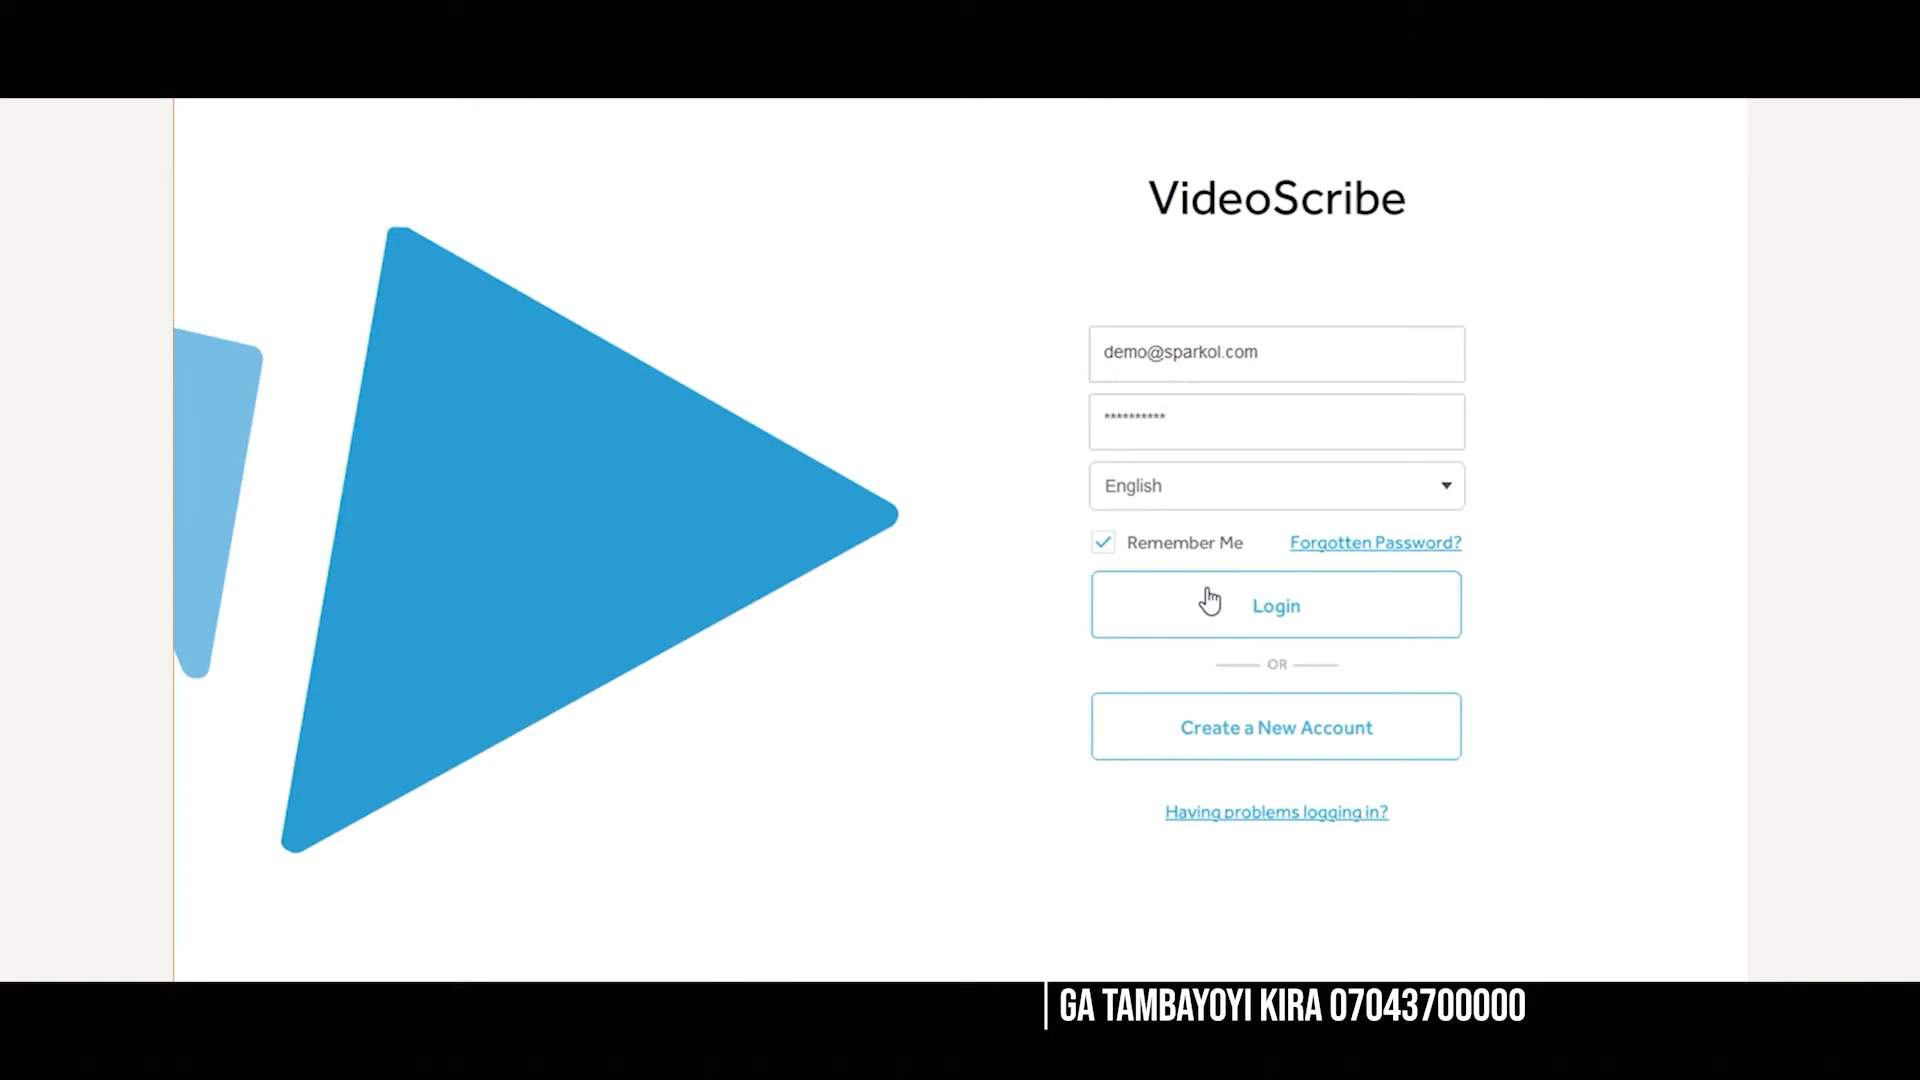 VideoScribe
demo@sparkol.com
**********
English
Remember Me
Forgotten Password?
Login
OR
Create a New Account
Having problems logging in?
GA TAMBAYOYI KIRA 07043700000